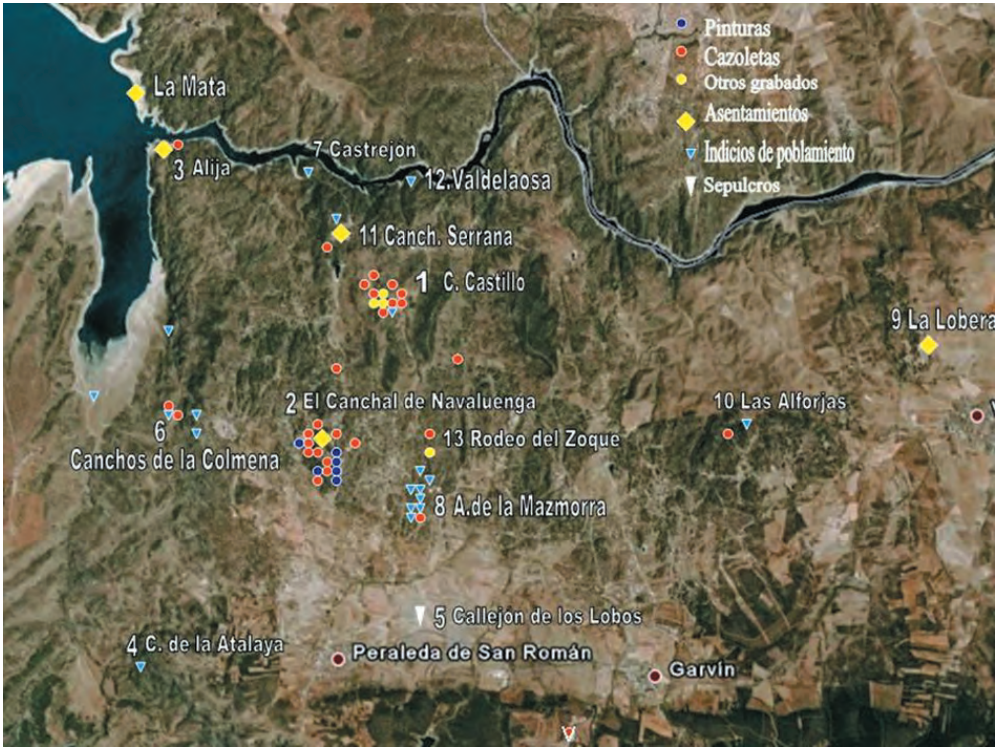 Pinturas
Cazoletas
Otros grabados
Asentamientos
Indicios de poblamiento
Sepulcros
La Mata
3 Alija
7 Castrejón
12.Valdelaosa
11 Canch. Serrana
1 C. Castillo
9 La Lobera
2 El Canchal de Navaluenga
10 Las Alforjas
6
Canchos de la Colmena
13 Rodeo del Zoque
8 A.de la Mazmorra
5 Callejón de los Lobos
4 C. de la Atalaya
Peraleda de San Román
Garvín